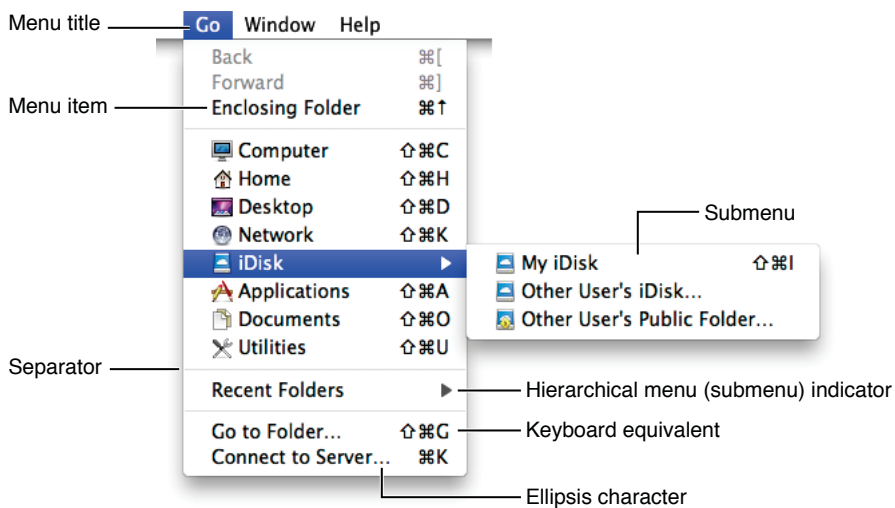 Menu title
Go Window Help
Back ⌘[
Forward ⌘]
Menu item
Enclosing Folder ⌘↑
Computer ⇧⌘C
Home ⇧⌘H
Desktop ⇧⌘D
Submenu
Network ⇧⌘K
iDisk ▶
My iDisk ⇧⌘I
Applications ⇧⌘A
Other User's iDisk...
Documents ⇧⌘O
Other User's Public Folder...
Utilities ⇧⌘U
Separator
Recent Folders ▶
Hierarchical menu (submenu) indicator
Go to Folder... ⇧⌘G
Keyboard equivalent
Connect to Server... ⌘K
Ellipsis character